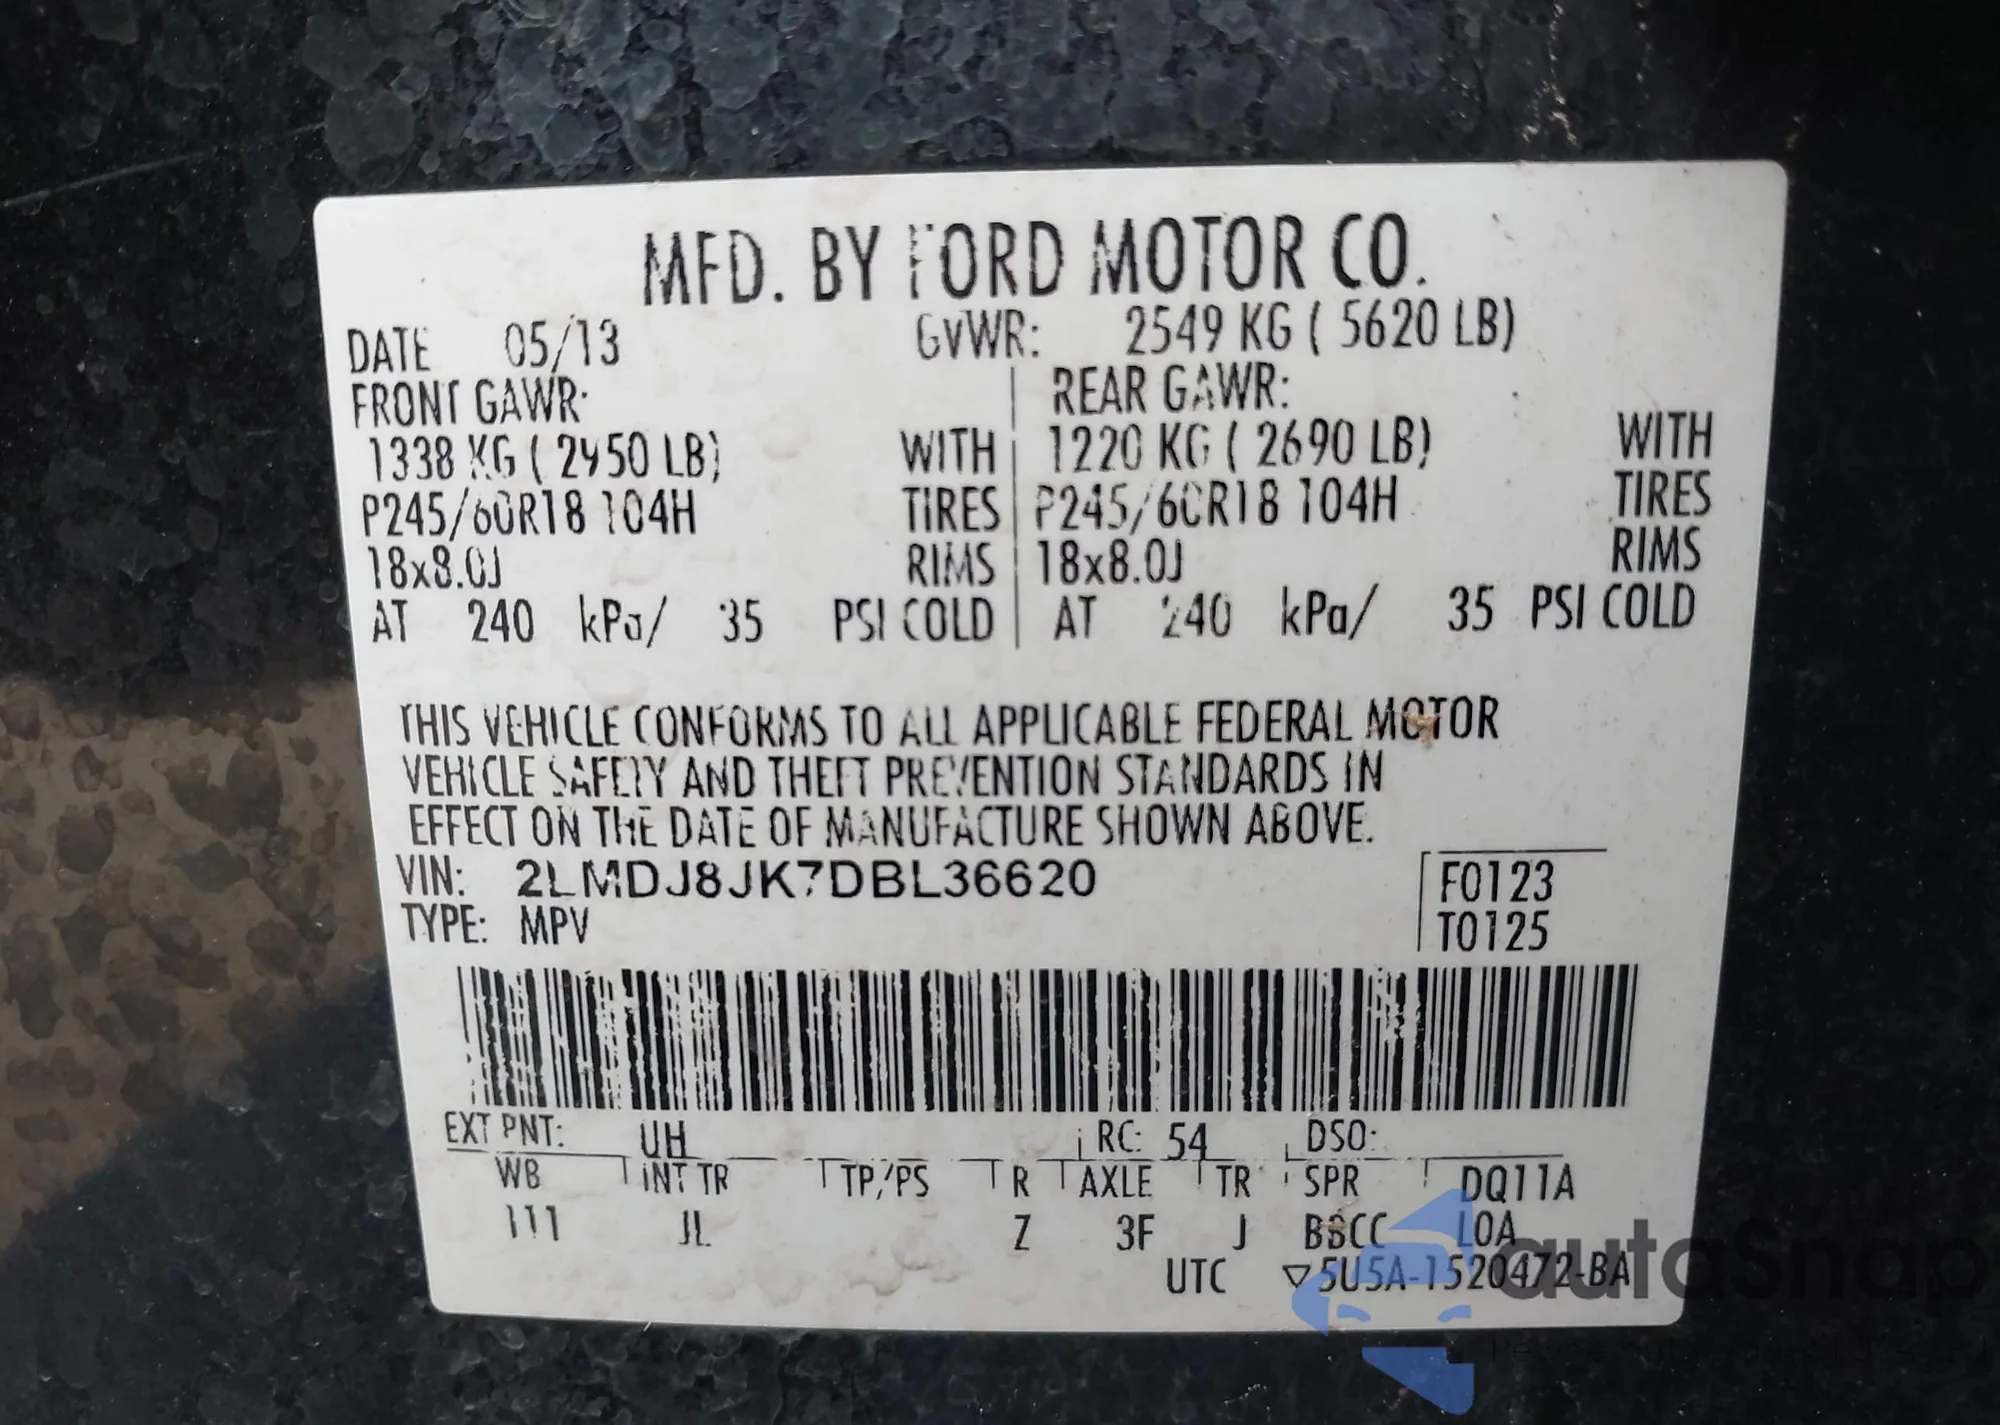 MFD. BY FORD MOTOR CO.
DATE 05/13 GVWR: 2549 KG ( 5620 LB)
FRONT GAWR: REAR GAWR:
1338 KG ( 2950 LB) WITH 1220 KG ( 2690 LB) WITH
P245/60R18 104H TIRES P245/60R18 104H TIRES
18x8.0J RIMS 18x8.0J RIMS
AT 240 kPa/ 35 PSI COLD AT 240 kPa/ 35 PSI COLD
THIS VEHICLE CONFORMS TO ALL APPLICABLE FEDERAL MOTOR
VEHICLE SAFETY AND THEFT PREVENTION STANDARDS IN
EFFECT ON THE DATE OF MANUFACTURE SHOWN ABOVE.
VIN: 2LMDJ8JK7DBL36620 F0123
TYPE: MPV T0125
EXT PNT: UH RC: 54 DSO:
WB INT TR TP/PS R AXLE TR SPR DQ11A
111 JL Z 3F J BBCC LOA
UTC ▽5U5A-1520472-BA
autoSnap